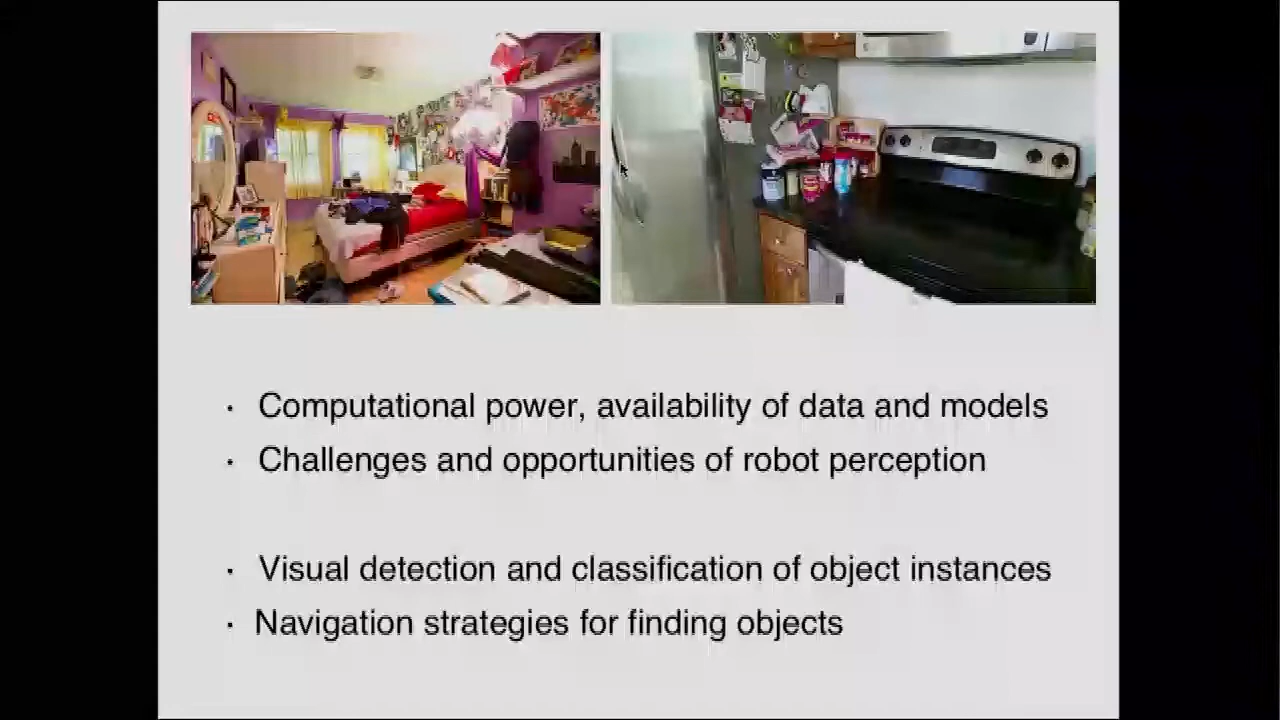 · Computational power, availability of data and models
· Challenges and opportunities of robot perception
· Visual detection and classification of object instances
· Navigation strategies for finding objects